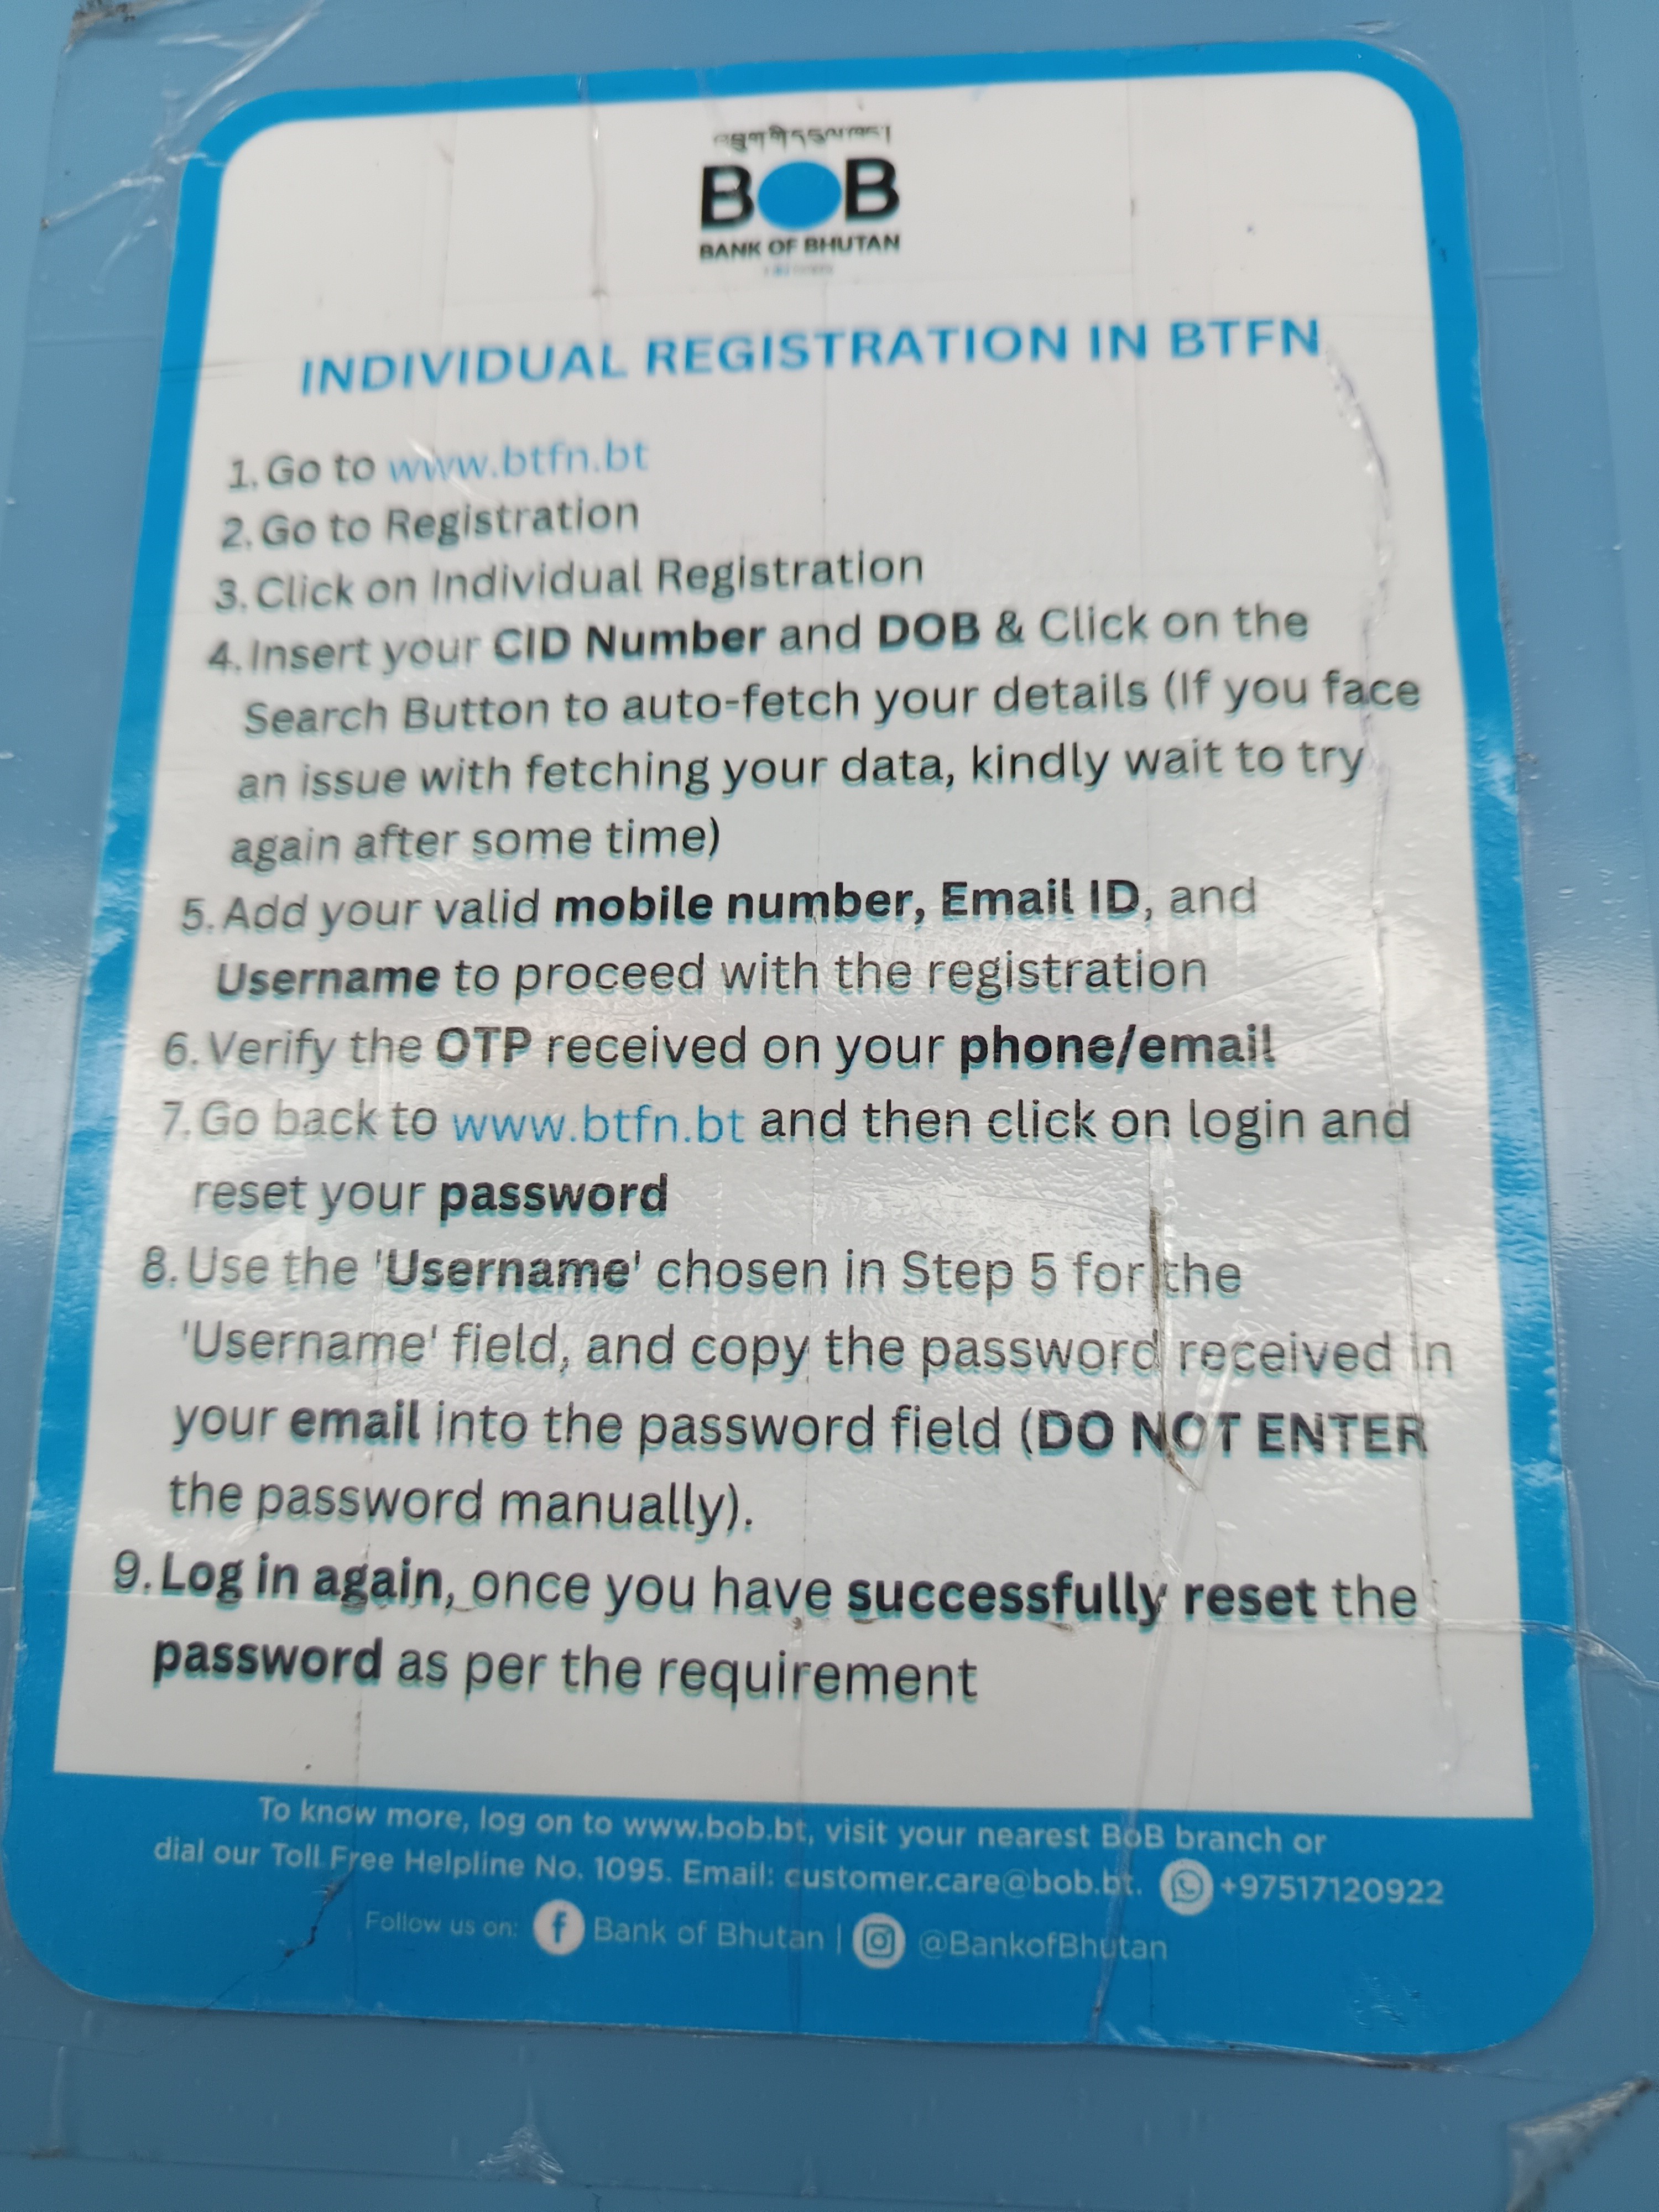 BOB
BANK OF BHUTAN
INDIVIDUAL REGISTRATION IN BTFN
1. Go to www.btfn.bt
2. Go to Registration
3. Click on Individual Registration
4. Insert your CID Number and DOB & Click on the
Search Button to auto-fetch your details (If you face
an issue with fetching your data, kindly wait to try
again after some time)
5. Add your valid mobile number, Email ID, and
Username to proceed with the registration
6. Verify the OTP received on your phone/email
7. Go back to www.btfn.bt and then click on login and
reset your password
8. Use the 'Username' chosen in Step 5 for the
'Username' field, and copy the password received in
your email into the password field (DO NOT ENTER
the password manually).
9. Log in again, once you have successfully reset the
password as per the requirement
To know more, log on to www.bob.bt, visit your nearest BoB branch or
dial our Toll Free Helpline No. 1095. Email: customer.care@bob.bt. +97517120922
Follow us on: Bank of Bhutan | @BankofBhutan